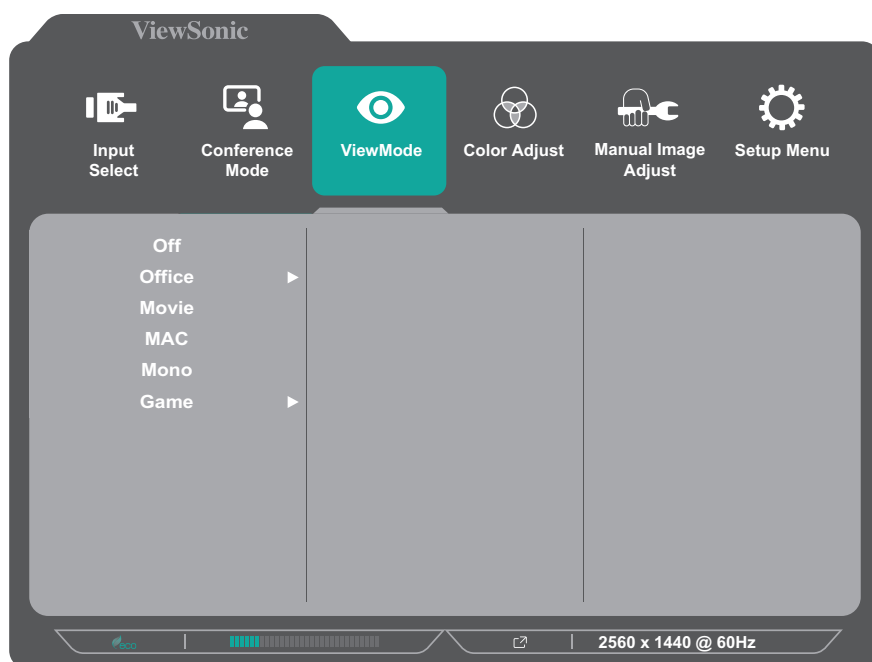 ViewSonic
Input
Select
Conference
Mode
ViewMode
Color Adjust
Manual Image
Adjust
Setup Menu
Off
Office ▶
Movie
MAC
Mono
Game ▶
eco
2560 x 1440 @ 60Hz